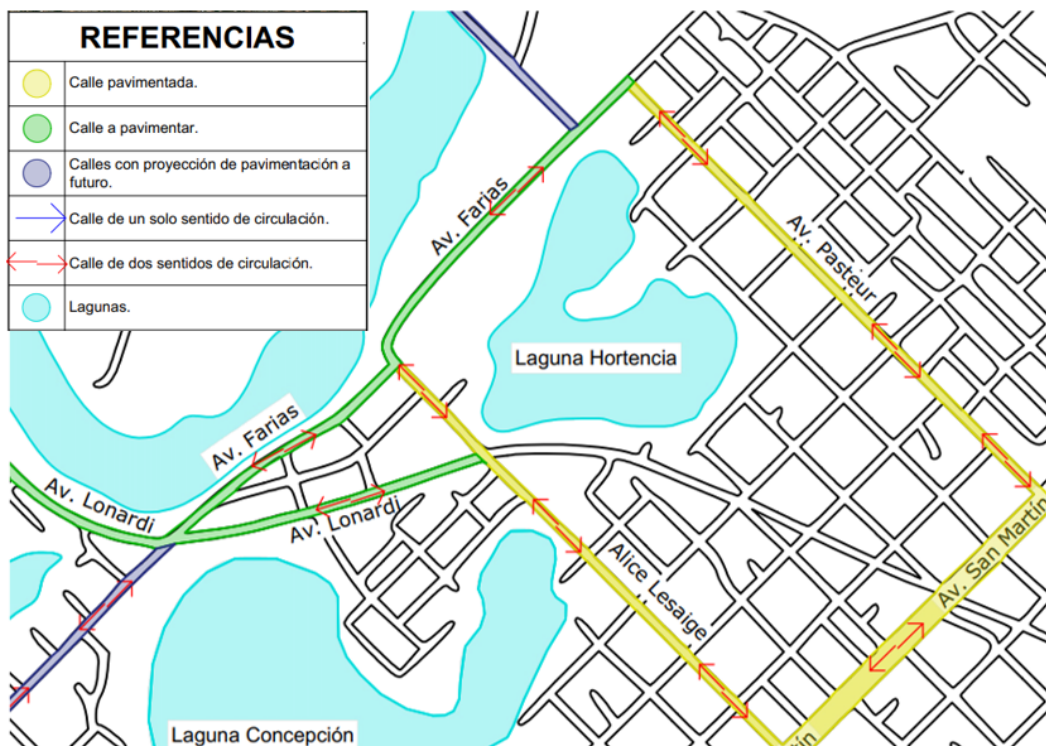 REFERENCIAS
Calle pavimentada.
Calle a pavimentar.
Calles con proyección de pavimentación a
futuro.
Calle de un solo sentido de circulación.
Calle de dos sentidos de circulación.
Lagunas.
Av. Farias
Av. Pasteur
Laguna Hortencia
Av. Farias
Av. Lonardi
Av. Lonardi
Av. San Martín
Alice Lesaige
Laguna Concepción